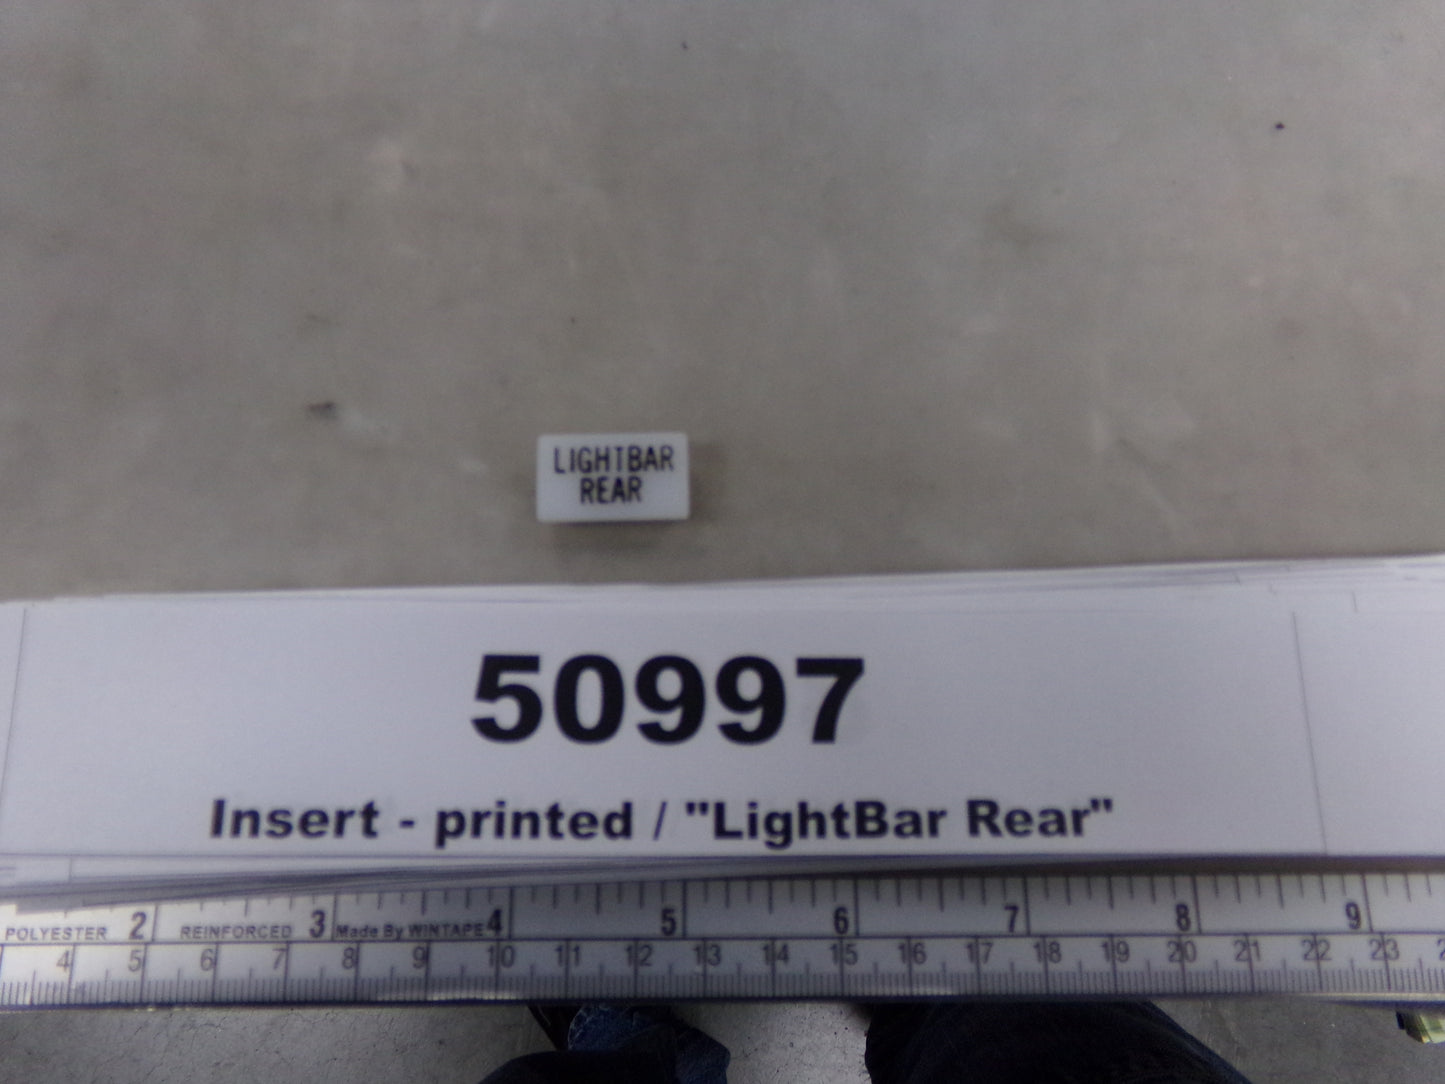 LIGHTBAR
REAR
50997
Insert - printed / "LightBar Rear"
POLYESTER 2 REINFORCED 3 Made By WINTAPE 4 5 6 7 8 9
4 5 6 7 8 9 10 11 12 13 14 15 16 17 18 19 20 21 22 23